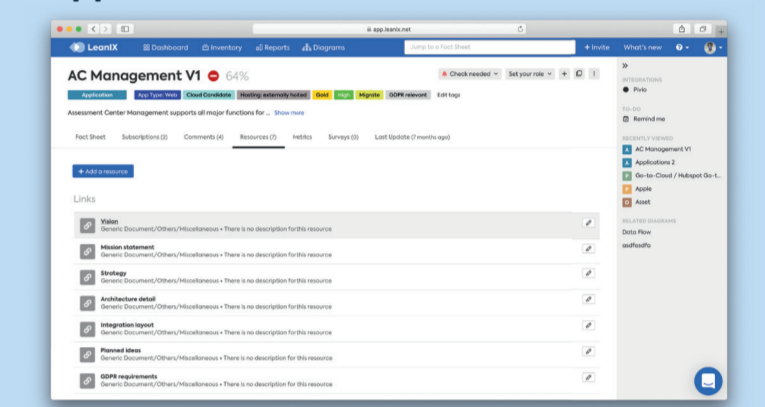 app.leanix.net
LeanIX Dashboard Inventory Reports Diagrams Jump to a Fact Sheet + Invite What's new
AC Management V1 64%
Check needed Set your role +
Application App Type: Web Cloud Candidate Hosting: externally hosted Gold High Migrate GDPR relevant Edit tags
Assessment Center Management supports all major functions for ... Show more
Fact Sheet Subscriptions (2) Comments (4) Resources (7) Metrics Surveys (0) Last Update (7 months ago)
+ Add a resource
Links
Vision
Generic Document/Others/Miscellaneous • There is no description for this resource
Mission statement
Generic Document/Others/Miscellaneous • There is no description for this resource
Strategy
Generic Document/Others/Miscellaneous • There is no description for this resource
Architecture detail
Generic Document/Others/Miscellaneous • There is no description for this resource
Integration layout
Generic Document/Others/Miscellaneous • There is no description for this resource
Planned ideas
Generic Document/Others/Miscellaneous • There is no description for this resource
GDPR requirements
Generic Document/Others/Miscellaneous • There is no description for this resource
»
INTEGRATIONS
Pivio
TO-DO
Remind me
RECENTLY VIEWED
A AC Management V1
A Applications 2
P Go-to-Cloud / Hubspot Go-t...
P Apple
D Asset
RELATED DIAGRAMS
Data Flow
asdfasdfa